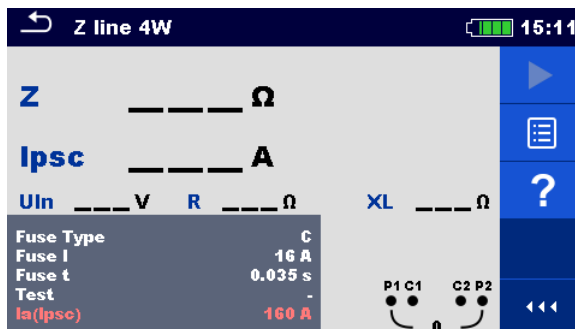 Z line 4W 15:11
Z ___ Ω
Ipsc ___ A
Uln ___ V R ___ Ω XL ___ Ω
?
Fuse Type C
Fuse I 16 A
Fuse t 0.035 s
Test -
Ia(Ipsc) 160 A
P1 C1 C2 P2
0